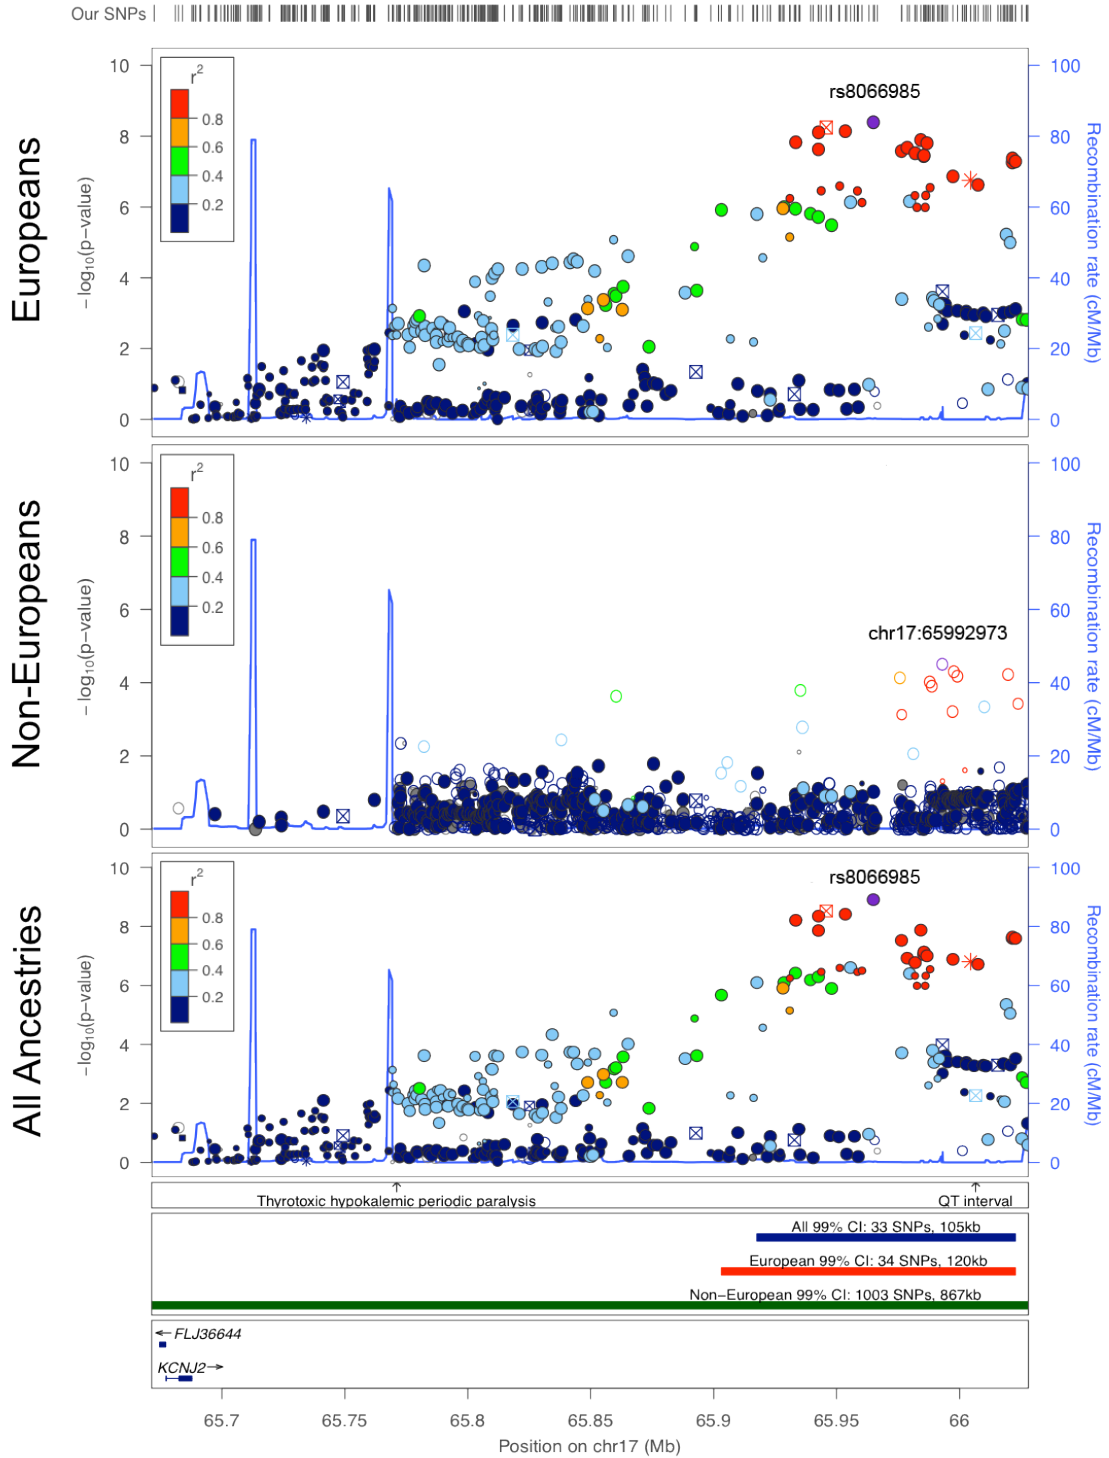 Our SNPs
Europeans
−log10(p−value)
10
8
6
4
2
0
r2
0.8
0.6
0.4
0.2
rs8066985
100
80
60
40
20
0
Recombination rate (cM/Mb)
Non-Europeans
−log10(p−value)
10
8
6
4
2
0
r2
0.8
0.6
0.4
0.2
chr17:65992973
100
80
60
40
20
0
Recombination rate (cM/Mb)
All Ancestries
−log10(p−value)
10
8
6
4
2
0
r2
0.8
0.6
0.4
0.2
rs8066985
100
80
60
40
20
0
Recombination rate (cM/Mb)
Thyrotoxic hypokalemic periodic paralysis
QT interval
All 99% CI: 33 SNPs, 105kb
European 99% CI: 34 SNPs, 120kb
Non−European 99% CI: 1003 SNPs, 867kb
FLJ36644
KCNJ2
65.7
65.75
65.8
65.85
65.9
65.95
66
Position on chr17 (Mb)